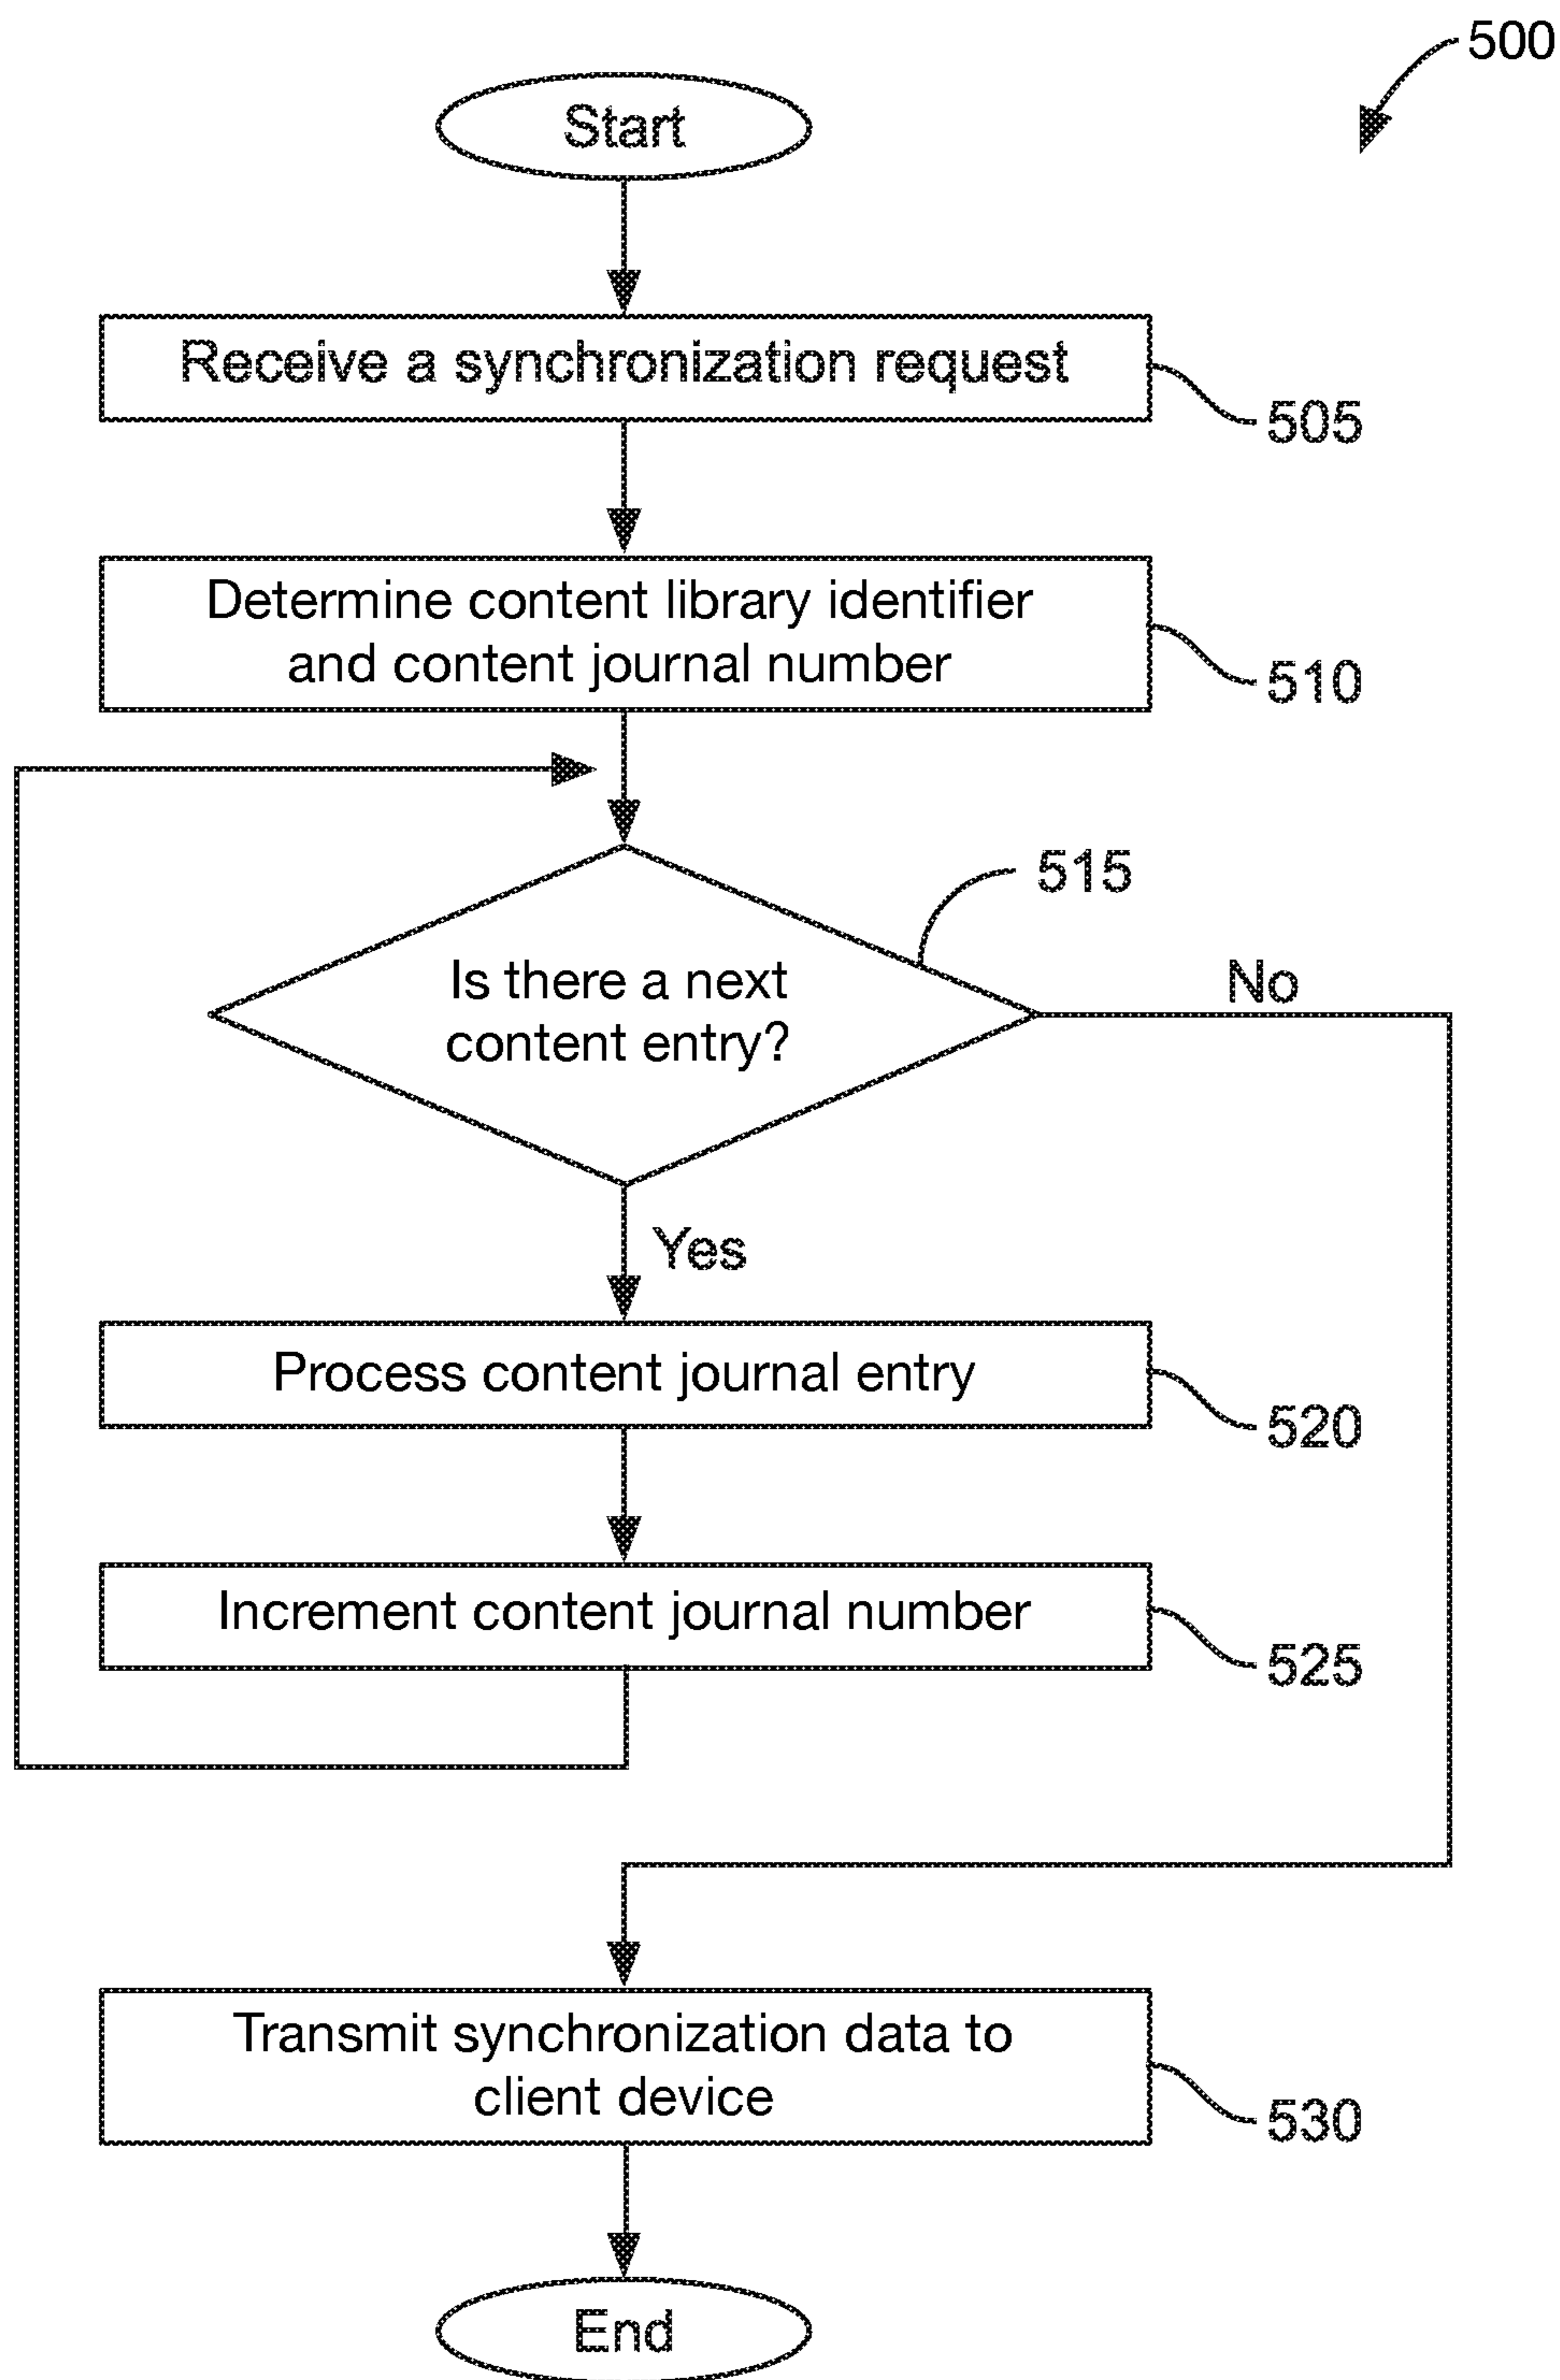 500
Start
Receive a synchronization request
505
Determine content library identifier
and content journal number
510
515
Is there a next
content entry?
No
Yes
Process content journal entry
520
Increment content journal number
525
Transmit synchronization data to
client device
530
End